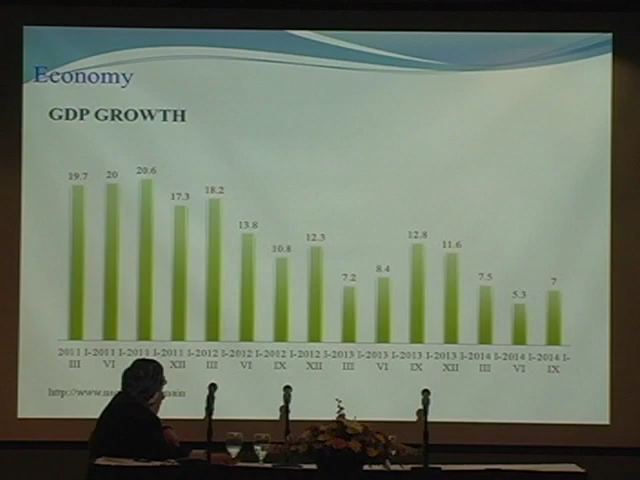 Economy
GDP GROWTH
19.7 20 20.6 17.3 18.2 13.8 10.8 12.3 7.2 8.4 12.8 11.6 7.5 5.3 7
2011 I-2011 I-2011 I-2011 I-2012 I-2012 I-2012 I-2012 I-2013 I-2013 I-2013 I-2013 I-2014 I-2014 I-2014 I-
III VI XII III VI IX XII III VI IX XII III VI IX
http://www.